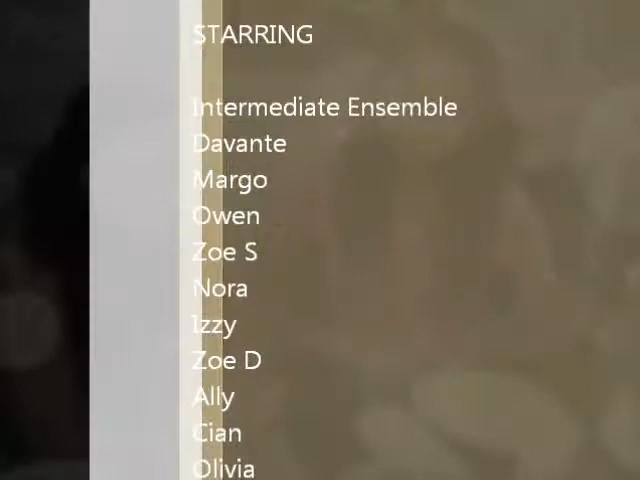 STARRING
Intermediate Ensemble
Davante
Margo
Owen
Zoe S
Nora
Izzy
Zoe D
Ally
Cian
Olivia